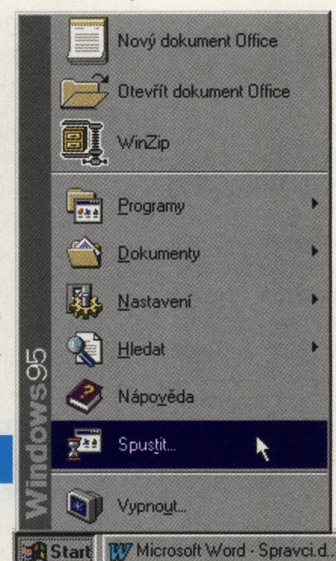 Nový dokument Office
Otevřít dokument Office
WinZip
Programy
Dokumenty
Nastavení
Hledat
Nápověda
Spustit...
Vypnout...
Windows95
Start
Microsoft Word - Spravci.d...